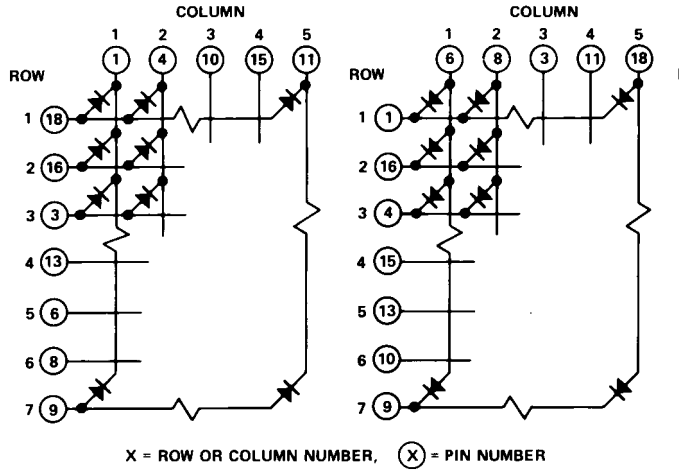 COLUMN
1 2 3 4 5
1 4 10 15 11
ROW
1 18
2 16
3 3
4 13
5 6
6 8
7 9
COLUMN
1 2 3 4 5
6 8 3 11 18
ROW
1 1
2 16
3 4
4 15
5 13
6 10
7 9
X = ROW OR COLUMN NUMBER, X = PIN NUMBER